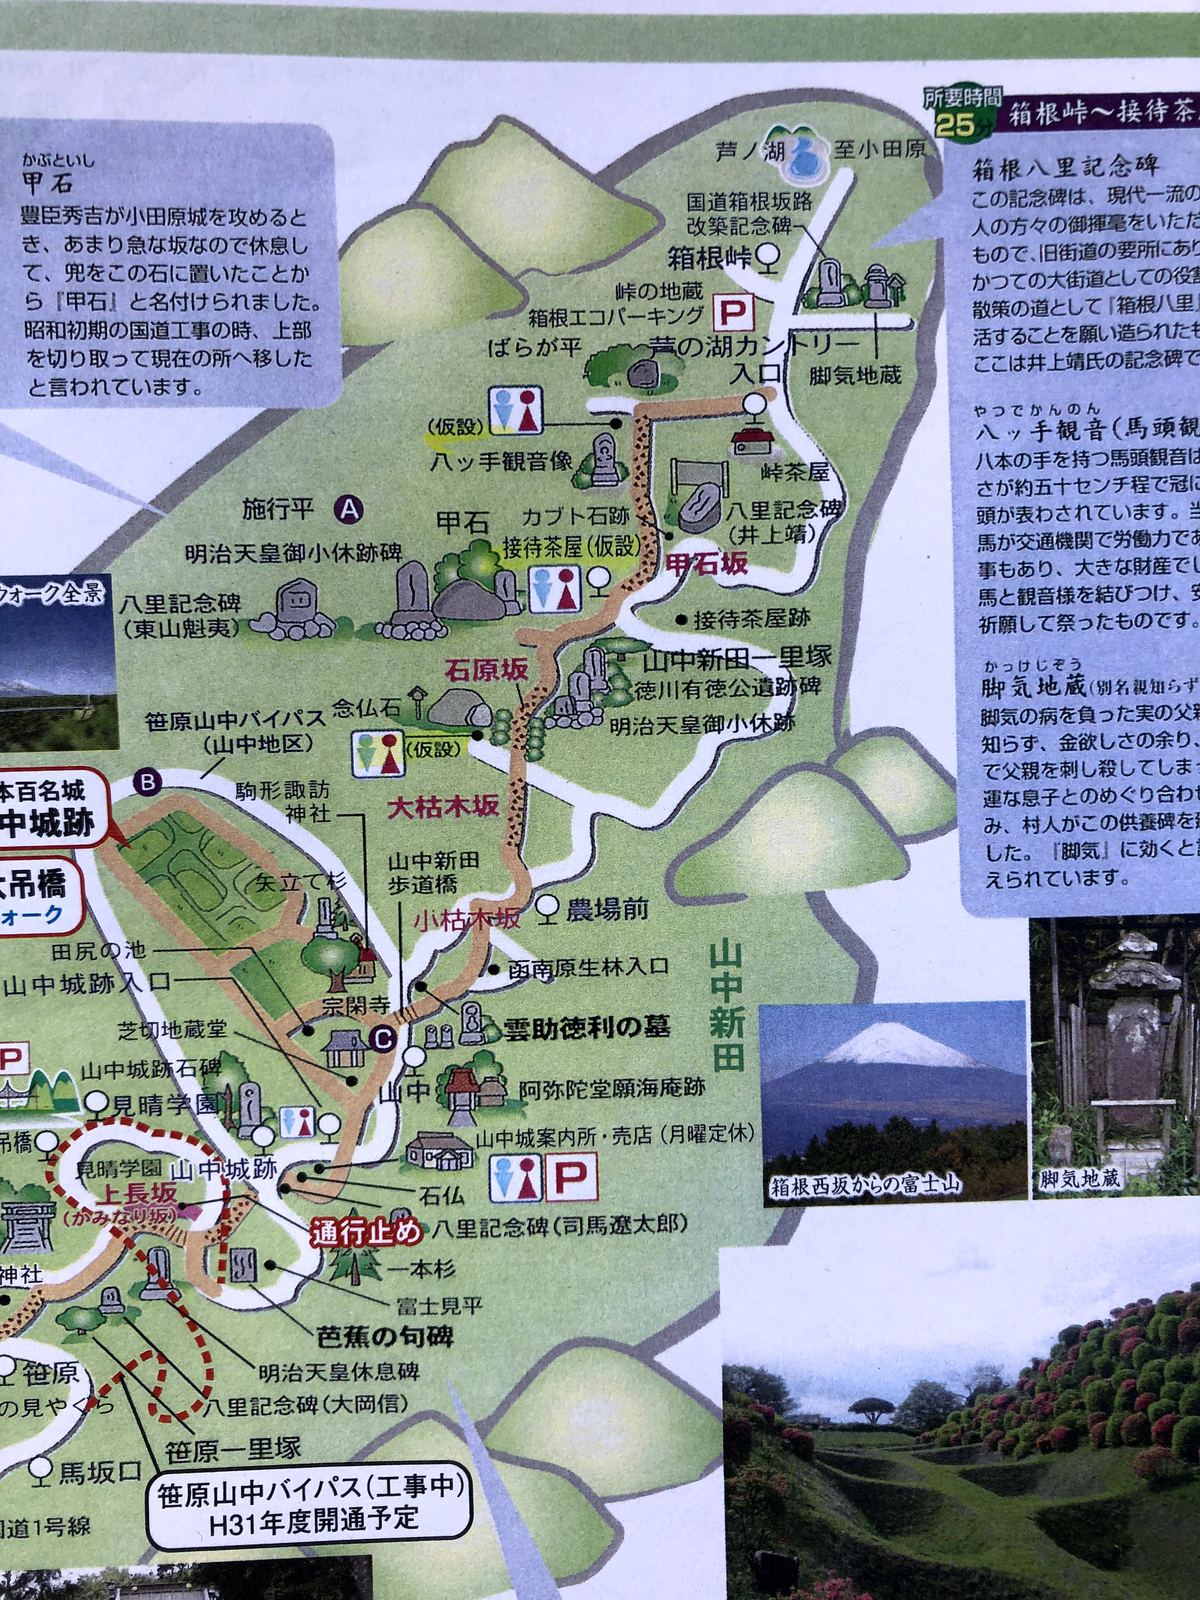 かぶといし
甲石
豊臣秀吉が小田原城を攻めると
き、あまり急な坂なので休息し
て、兜をこの石に置いたことか
ら『甲石』と名付けられました。
昭和初期の国道工事の時、上部
を切り取って現在の所へ移した
と言われています。
所要時間
25分
箱根峠～接待茶
箱根八里記念碑
この記念碑は、現代一流の
人の方々の御揮毫をいただ
もので、旧街道の要所にあり
かつての大街道としての役割
散策の道として『箱根八里
活することを願い造られたも
ここは井上靖氏の記念碑で
やつでかんのん
八ッ手観音(馬頭観
八本の手を持つ馬頭観音は
さが約五十センチ程で冠に
頭が表わされています。当
馬が交通機関で労働力であ
事もあり、大きな財産でし
馬と観音様を結びつけ、安
祈願して祭ったものです。
かっけじぞう
脚気地蔵(別名親知らず
脚気の病を負った実の父親
知らず、金欲しさの余り、
で父親を刺し殺してしま
運な息子とのめぐり合わせ
み、村人がこの供養碑を
した。『脚気』に効くと
えられています。
芦ノ湖
至小田原
国道箱根坂路
改築記念碑
箱根峠
峠の地蔵
箱根エコパーキング
P
ばらが平
芦の湖カントリー
入口
脚気地蔵
(仮設)
八ッ手観音像
峠茶屋
施行平
A
甲石
カブト石跡
八里記念碑
(井上靖)
接待茶屋(仮設)
明治天皇御小休跡碑
甲石坂
ウォーク全景
八里記念碑
(東山魁夷)
接待茶屋跡
石原坂
山中新田一里塚
徳川有徳公遺跡碑
念仏石
明治天皇御小休跡
笹原山中バイパス
(山中地区)
(仮設)
B
本百名城
中城跡
駒形諏訪
神社
大枯木坂
山中新田
歩道橋
大吊橋
ォーク
矢立て杉
小枯木坂
農場前
田尻の池
函南原生林入口
山中城跡入口
宗閑寺
山中新田
芝切地蔵堂
C
雲助徳利の墓
P
山中城跡石碑
山中
阿弥陀堂願海庵跡
見晴学園
吊橋
山中城案内所・売店(月曜定休)
見晴学園
山中城跡
P
上長坂
(かみなり坂)
石仏
通行止め
八里記念碑(司馬遼太郎)
一本杉
神社
富士見平
芭蕉の句碑
明治天皇休息碑
笹原
八里記念碑(大岡信)
の見やぐら
笹原一里塚
馬坂口
笹原山中バイパス(工事中)
H31年度開通予定
国道1号線
箱根西坂からの富士山
脚気地蔵